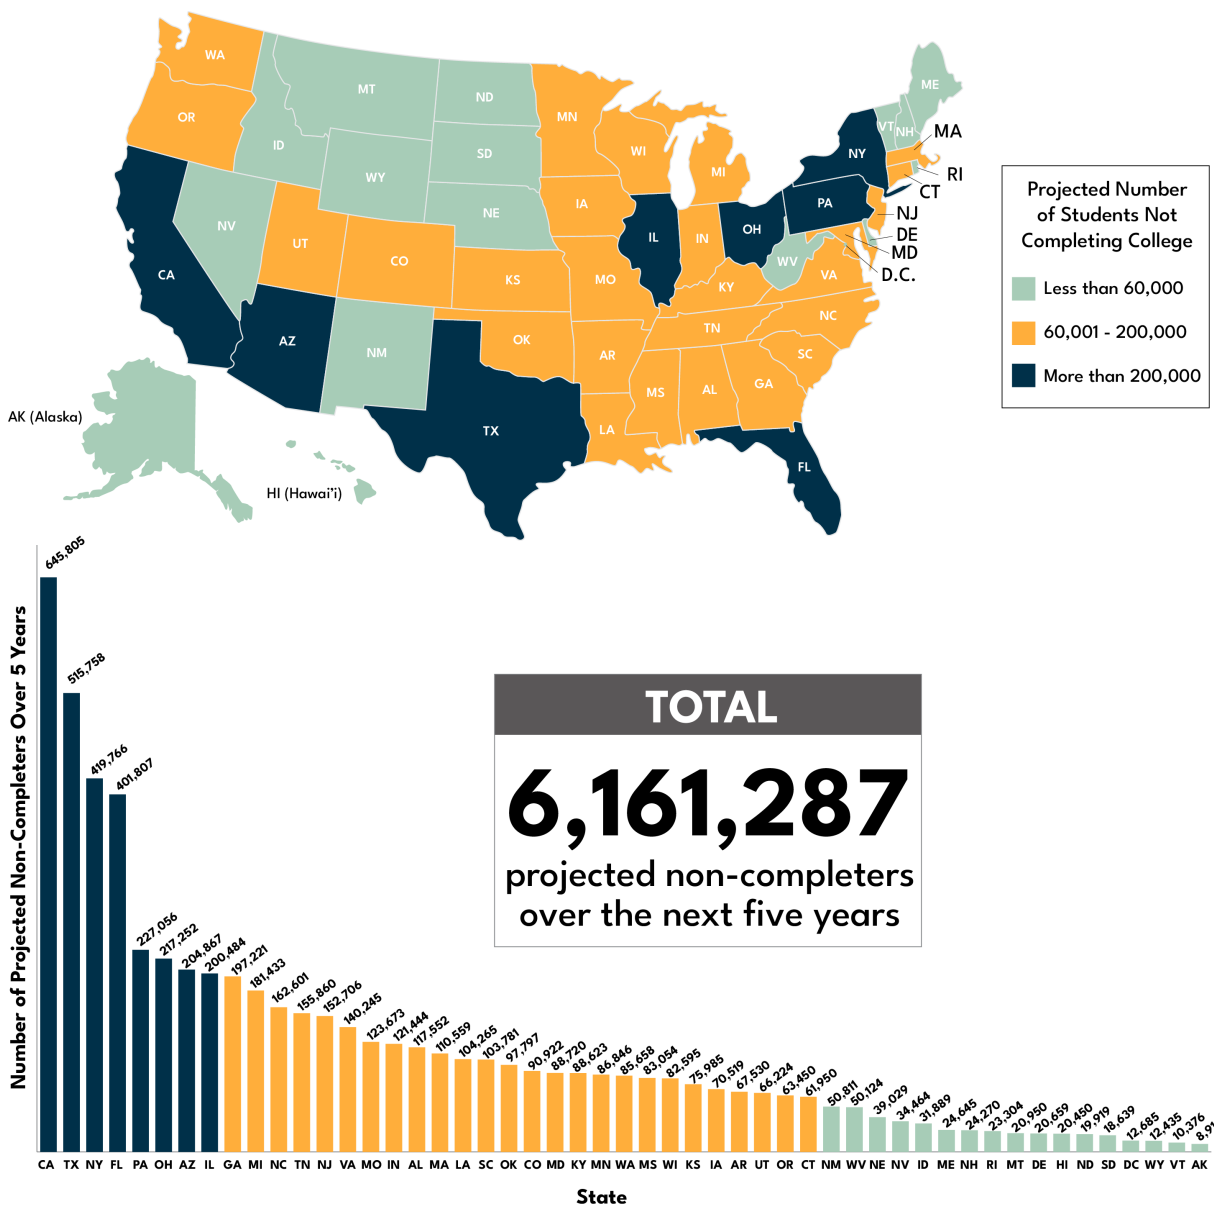 WA
OR
MT
ID
WY
ND
SD
NE
NV
UT
CO
KS
CA
AZ
NM
OK
TX
MN
IA
MO
AR
LA
WI
IL
MI
IN
OH
KY
TN
MS
AL
GA
FL
SC
NC
VA
WV
PA
NY
VT
NH
ME
MA
RI
CT
NJ
DE
MD
D.C.
AK (Alaska)
HI (Hawai'i)
Projected Number
of Students Not
Completing College
Less than 60,000
60,001 - 200,000
More than 200,000
Number of Projected Non-Completers Over 5 Years
645,805
515,758
419,766
401,807
227,056
217,252
204,867
200,484
197,221
181,433
162,601
155,860
152,706
140,245
123,673
121,444
117,552
110,559
104,265
103,781
97,797
90,922
88,720
88,623
86,846
85,658
83,054
82,595
75,985
70,519
67,530
66,224
63,450
61,950
50,811
50,124
39,029
34,464
31,889
24,645
24,270
23,304
20,950
20,659
20,450
19,919
18,639
12,685
12,435
10,376
TOTAL
6,161,287
projected non-completers
over the next five years
CA TX NY FL PA OH AZ IL GA MI NC TN NJ VA MO IN AL MA LA SC OK CO MD KY MN WA MS WI KS IA AR UT OR CT NM WV NE NV ID ME NH RI MT DE HI ND SD DC WY VT AK
State